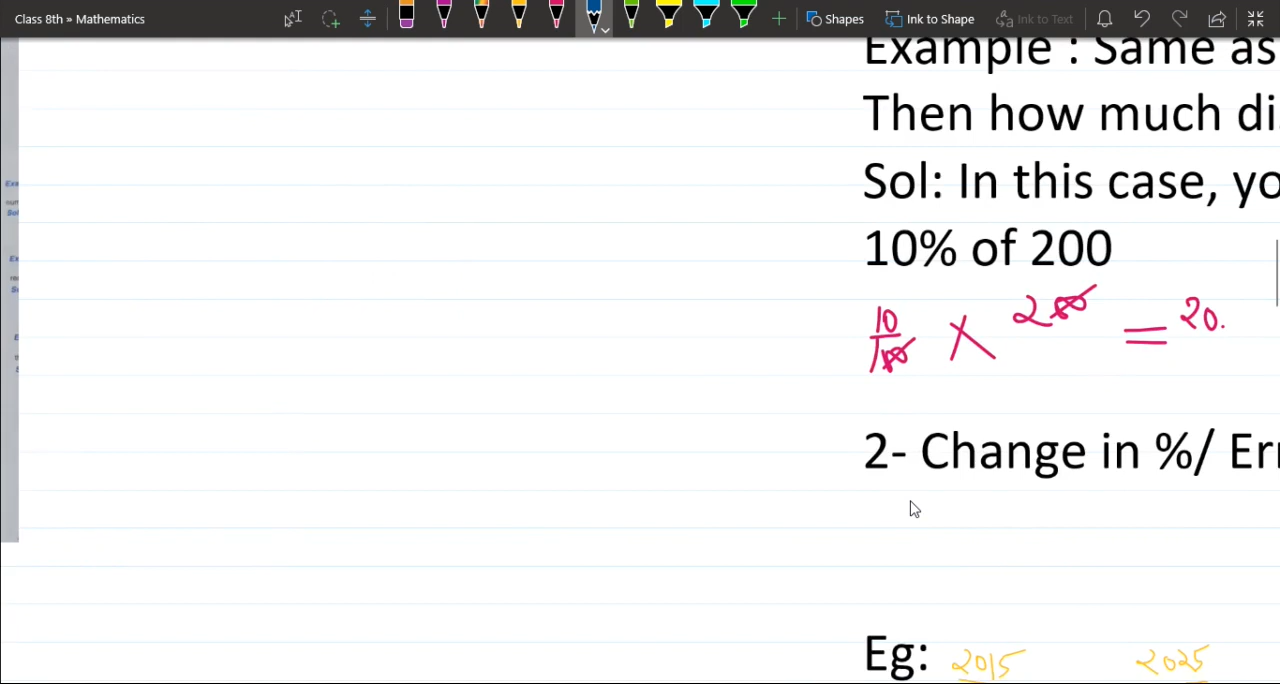 Class 8th » Mathematics
Shapes
Ink to Shape
Ink to Text
Example : Same as
Then how much di
Sol: In this case, yo
10% of 200
10/100 × 200 = 20.
2- Change in %/ Err
Eg: 2015 2025